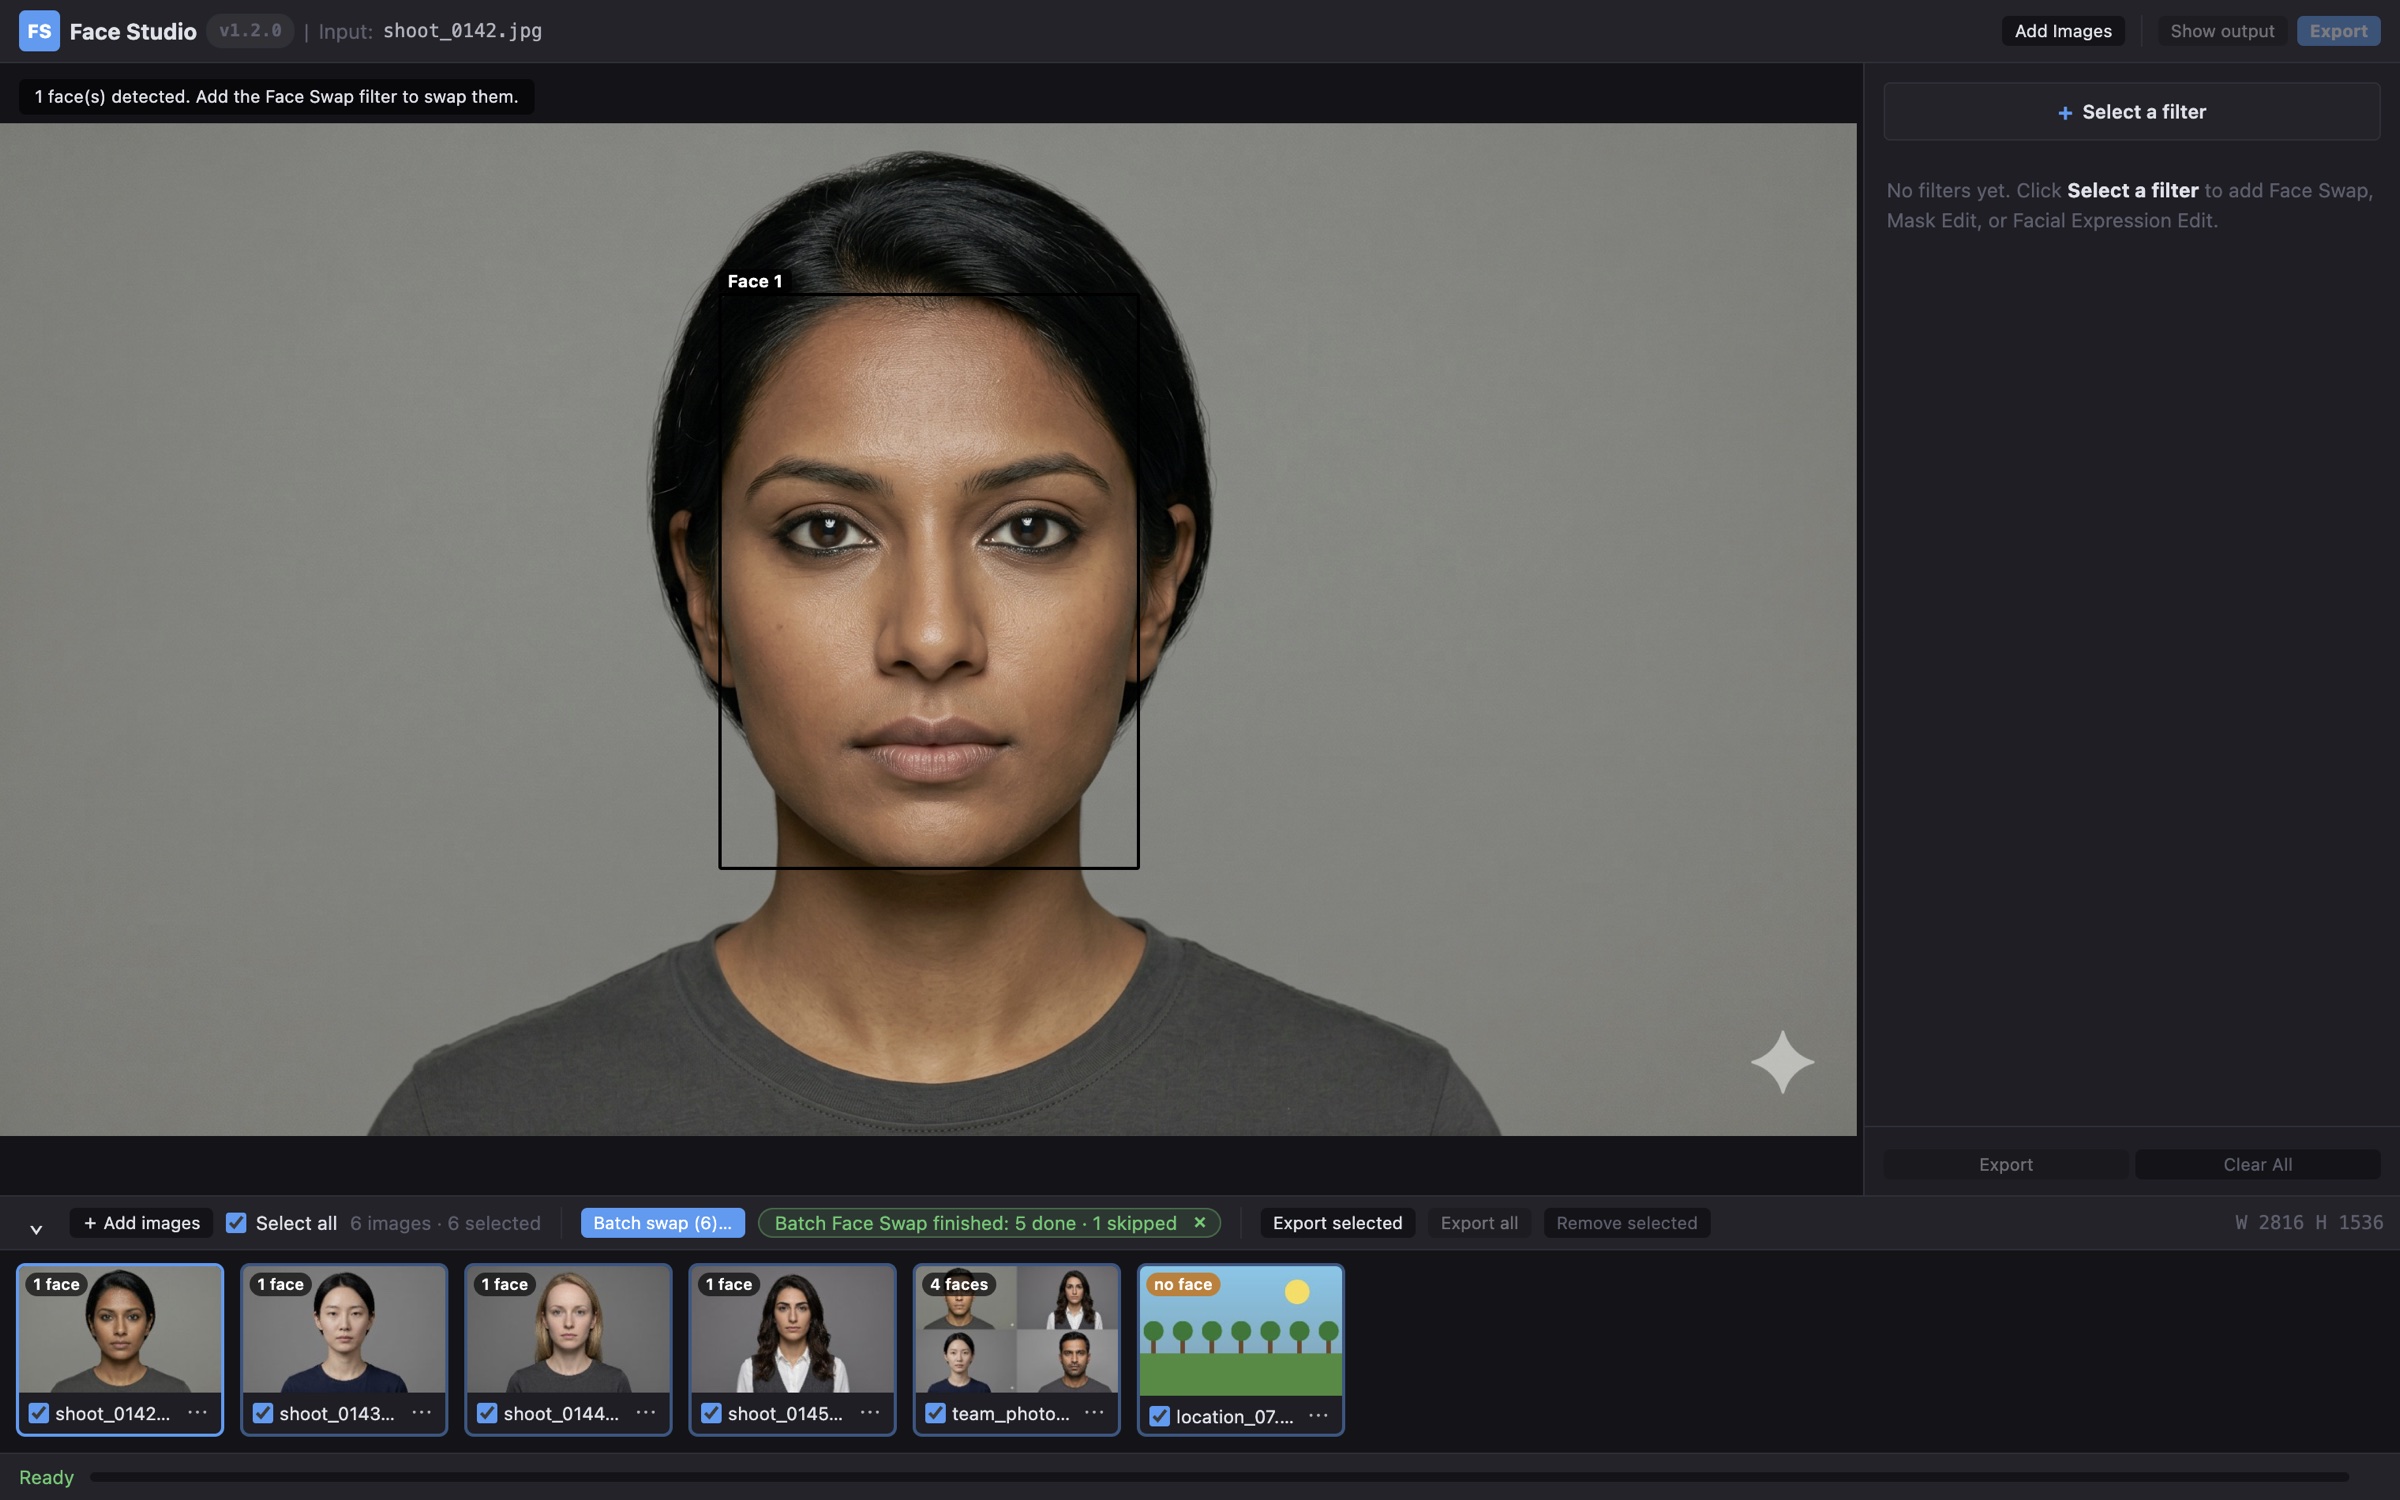 FS Face Studio v1.2.0 | Input: shoot_0142.jpg
Add Images Show output Export
1 face(s) detected. Add the Face Swap filter to swap them.
+ Select a filter
No filters yet. Click Select a filter to add Face Swap,
Mask Edit, or Facial Expression Edit.
Face 1
Export Clear All
+ Add images Select all 6 images · 6 selected Batch swap (6)... Batch Face Swap finished: 5 done · 1 skipped × Export selected Export all Remove selected W 2816 H 1536
1 face 1 face 1 face 1 face 4 faces no face
shoot_0142... ··· shoot_0143... ··· shoot_0144... ··· shoot_0145... ··· team_photo... ··· location_07.... ···
Ready